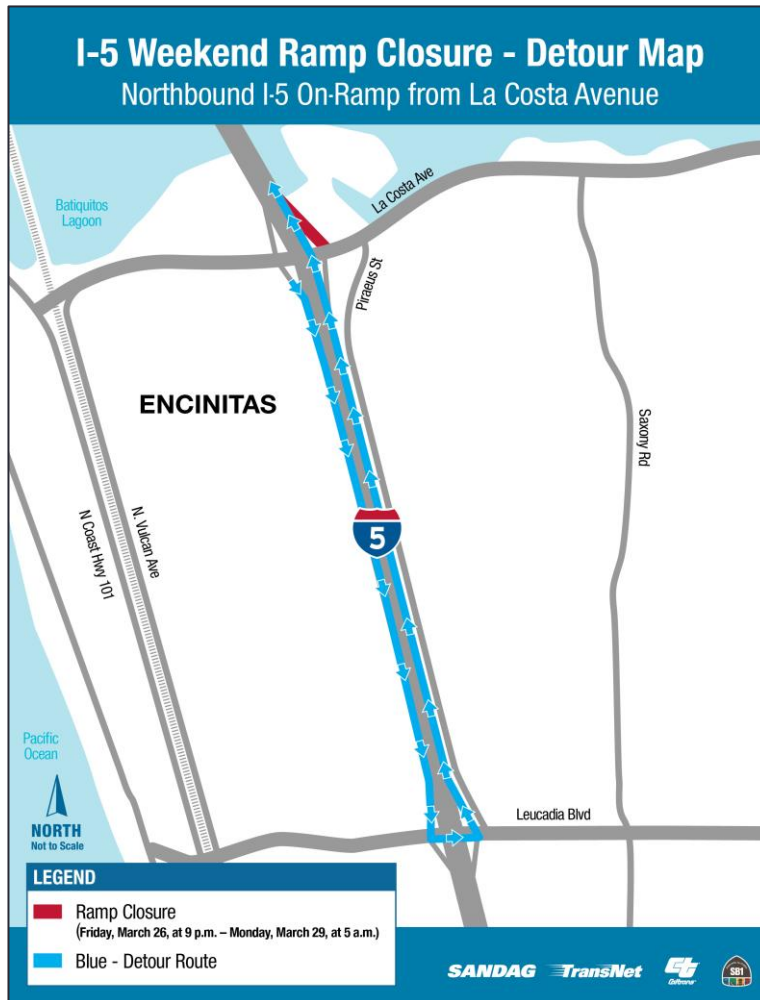 I-5 Weekend Ramp Closure - Detour Map
Northbound I-5 On-Ramp from La Costa Avenue
Batiquitos
Lagoon
La Costa Ave
Piraeus St
ENCINITAS
Saxony Rd
N Coast Hwy 101
N. Vulcan Ave
5
Pacific
Ocean
NORTH
Not to Scale
Leucadia Blvd
LEGEND
Ramp Closure
(Friday, March 26, at 9 p.m. – Monday, March 29, at 5 a.m.)
Blue - Detour Route
SANDAG TransNet Ct Caltrans SB1